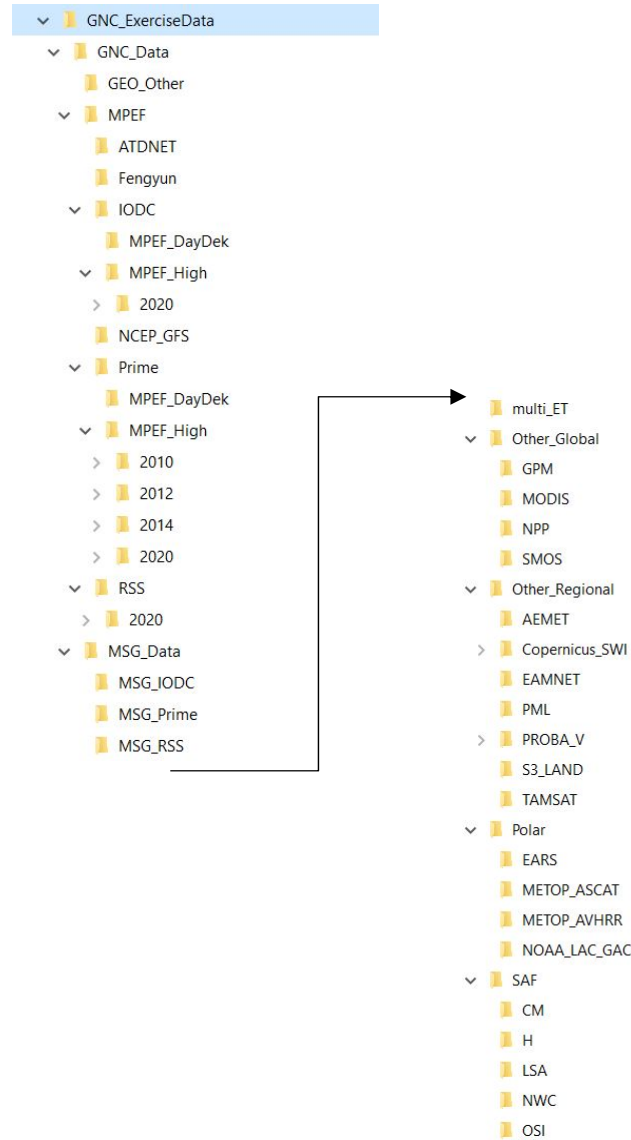 GNC_ExerciseData
GNC_Data
GEO_Other
MPEF
ATDNET
Fengyun
IODC
MPEF_DayDek
MPEF_High
2020
NCEP_GFS
Prime
MPEF_DayDek
MPEF_High
2010
2012
2014
2020
RSS
2020
MSG_Data
MSG_IODC
MSG_Prime
MSG_RSS
multi_ET
Other_Global
GPM
MODIS
NPP
SMOS
Other_Regional
AEMET
Copernicus_SWI
EAMNET
PML
PROBA_V
S3_LAND
TAMSAT
Polar
EARS
METOP_ASCAT
METOP_AVHRR
NOAA_LAC_GAC
SAF
CM
H
LSA
NWC
OSI